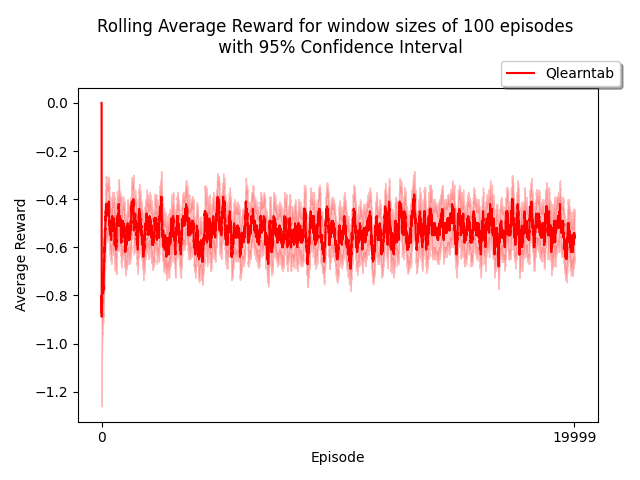 Rolling Average Reward for window sizes of 100 episodes
with 95% Confidence Interval
Qlearntab
0.0
−0.2
−0.4
−0.6
−0.8
−1.0
−1.2
Average Reward
0
19999
Episode